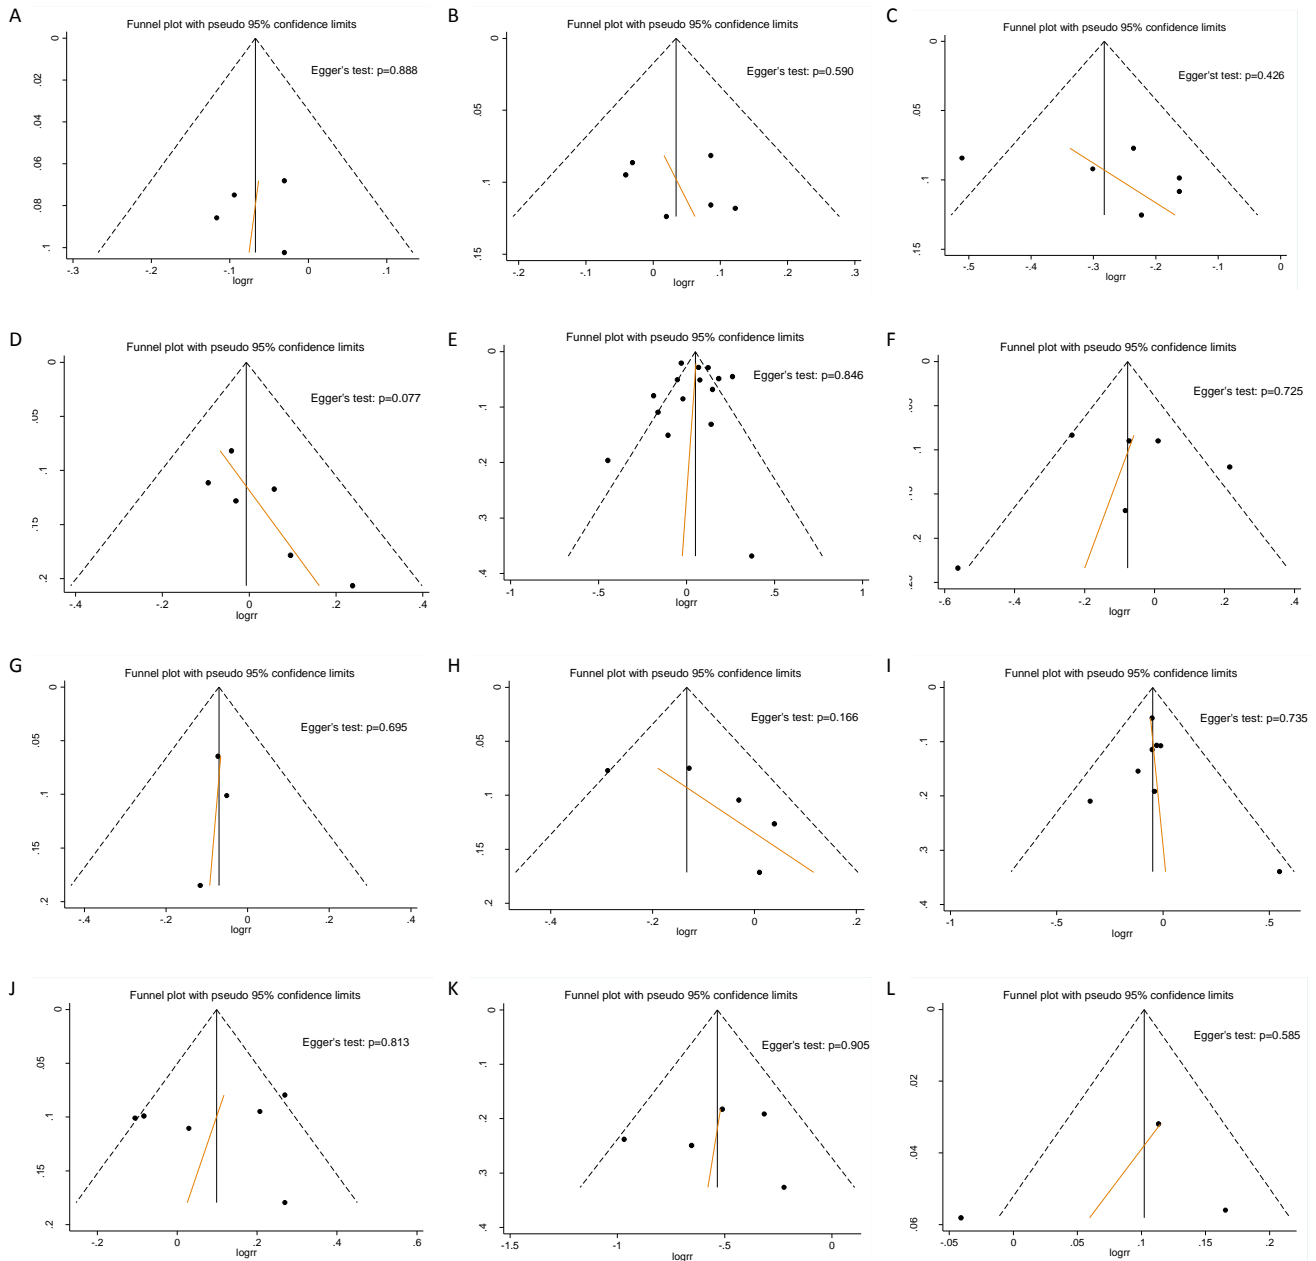 A
Funnel plot with pseudo 95% confidence limits
Egger's test: p=0.888
0
.02
.04
.06
.08
.1
-.3
-.2
-.1
0
.1
logrr
B
Funnel plot with pseudo 95% confidence limits
Egger's test: p=0.590
0
.05
.1
.15
-.2
-.1
0
.1
.2
.3
logrr
C
Funnel plot with pseudo 95% confidence limits
Egger'st test: p=0.426
0
.05
.1
.15
-.5
-.4
-.3
-.2
-.1
0
logrr
D
Funnel plot with pseudo 95% confidence limits
Egger's test: p=0.077
0
.05
.1
.15
.2
-.4
-.2
0
.2
.4
logrr
E
Funnel plot with pseudo 95% confidence limits
Egger's test: p=0.846
0
.1
.2
.3
.4
-1
-.5
0
.5
1
logrr
F
Funnel plot with pseudo 95% confidence limits
Egger's test: p=0.725
0
.1
-.6
-.4
-.2
0
.2
.4
logrr
G
Funnel plot with pseudo 95% confidence limits
Egger's test: p=0.695
0
.05
.1
.15
.2
-.4
-.2
0
.2
.4
logrr
H
Funnel plot with pseudo 95% confidence limits
Egger's test: p=0.166
0
.05
.1
.15
.2
-.4
-.2
0
.2
logrr
I
Funnel plot with pseudo 95% confidence limits
Egger's test: p=0.735
0
.1
.2
.3
.4
-1
-.5
0
.5
logrr
J
Funnel plot with pseudo 95% confidence limits
Egger's test: p=0.813
0
.05
.1
.15
.2
-.2
0
.2
.4
.6
logrr
K
Funnel plot with pseudo 95% confidence limits
Egger's test: p=0.905
0
.1
.2
.3
.4
-1.5
-1
-.5
0
logrr
L
Funnel plot with pseudo 95% confidence limits
Egger's test: p=0.585
0
.02
.04
.06
-.05
0
.05
.1
.15
.2
logrr